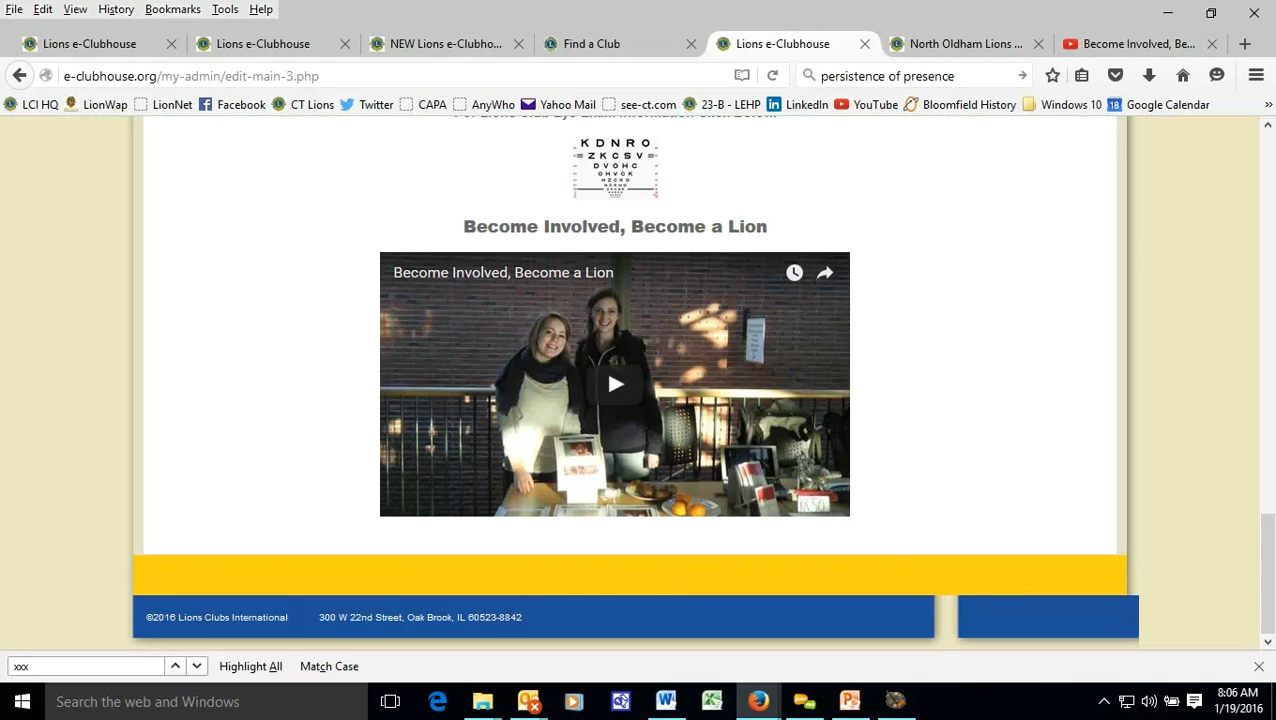 File Edit View History Bookmarks Tools Help
Lions e-Clubhouse Lions e-Clubhouse NEW Lions e-Clubho... Find a Club Lions e-Clubhouse North Oldham Lions ... Become Involved, Be...
e-clubhouse.org/my-admin/edit-main-3.php persistence of presence
LCI HQ LionWap LionNet Facebook CT Lions Twitter CAPA AnyWho Yahoo Mail see-ct.com 23-B - LEHP LinkedIn YouTube Bloomfield History Windows 10 Google Calendar
K D N R O
Z K C S V
D V O H C
O H V C K
Become Involved, Become a Lion
Become Involved, Become a Lion
©2016 Lions Clubs International 300 W 22nd Street, Oak Brook, IL 60523-8842
xxx Highlight All Match Case
Search the web and Windows
8:06 AM
1/19/2016